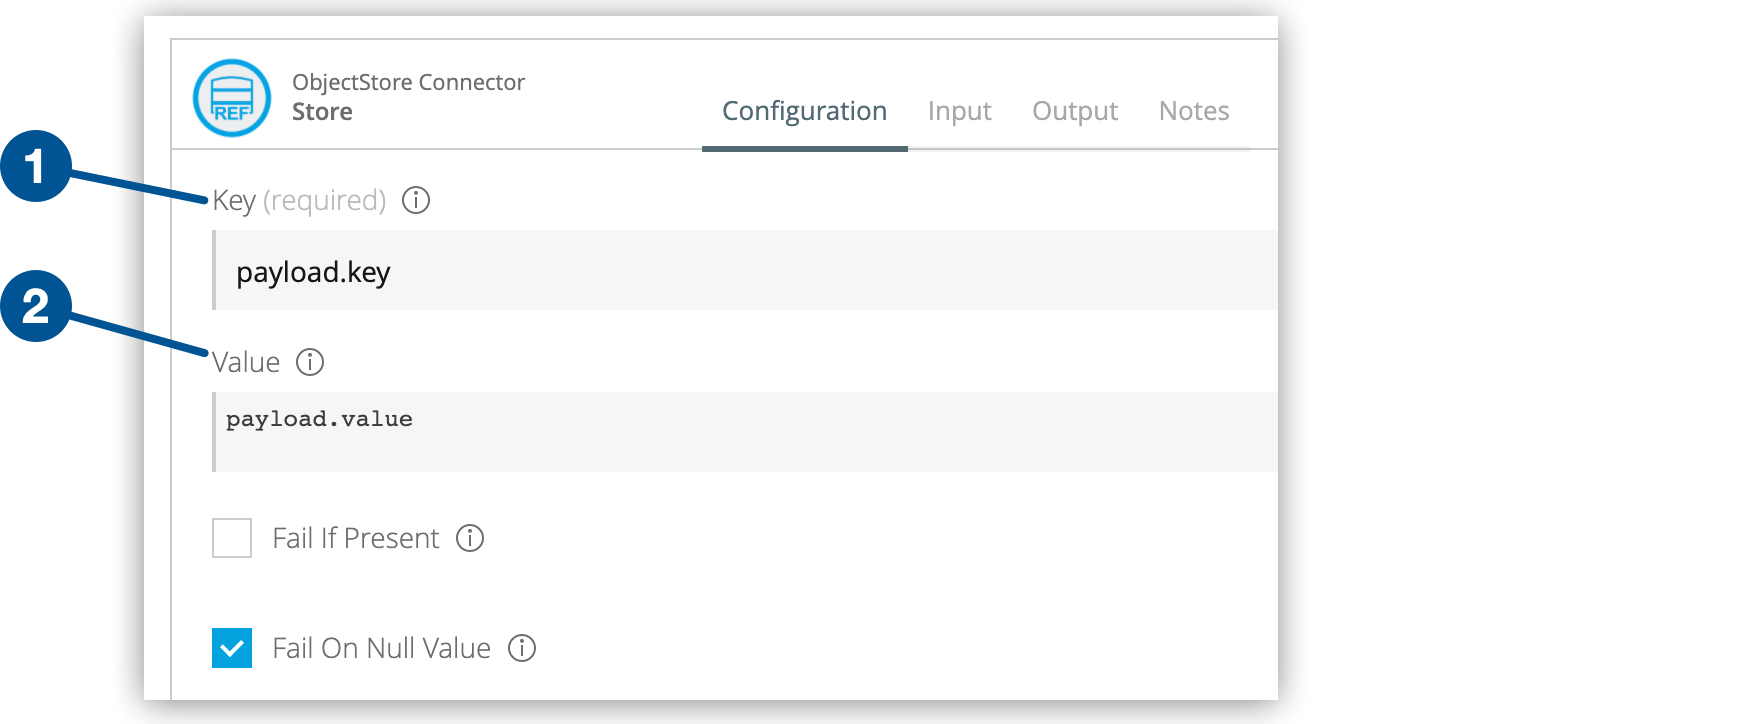 ObjectStore Connector
REF
Store
Configuration Input Output Notes
1
Key (required)
payload.key
2
Value
payload.value
Fail If Present
Fail On Null Value